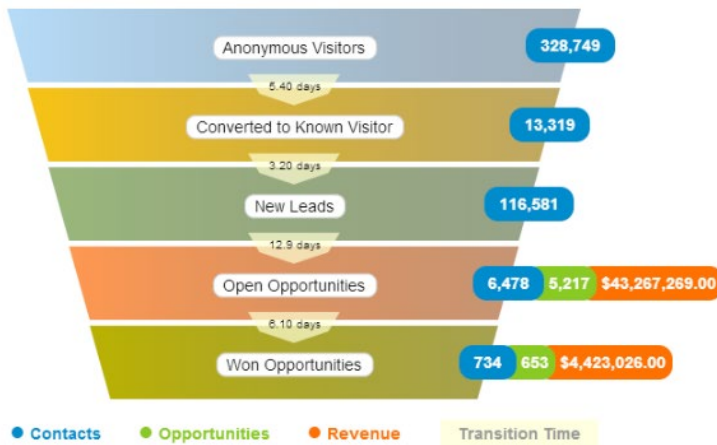 Anonymous Visitors 328,749
5.40 days
Converted to Known Visitor 13,319
3.20 days
New Leads 116,581
12.9 days
Open Opportunities 6,478 5,217 $43,267,269.00
6.10 days
Won Opportunities 734 653 $4,423,026.00
Contacts Opportunities Revenue Transition Time